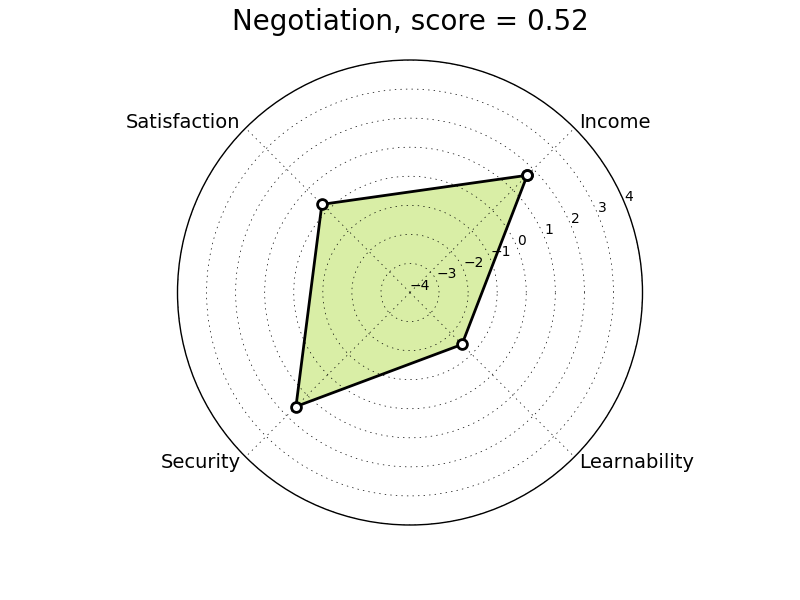 Negotiation, score = 0.52
Satisfaction
Income
4
3
2
1
0
−1
−2
−3
−4
Security
Learnability